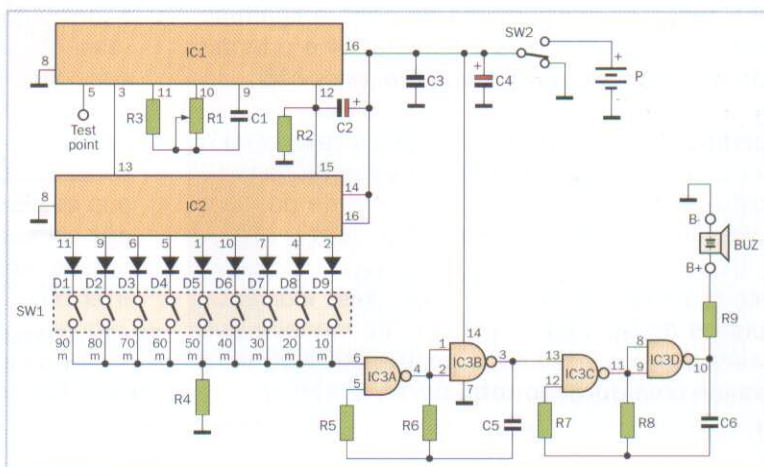 IC1
16
SW2
8
5
3
11
10
9
12
C3
+
C4
+
P
-
Test
point
R3
R1
C1
R2
C2
+
13
15
IC2
14
16
8
11
9
6
5
1
10
7
4
2
D1
D2
D3
D4
D5
D6
D7
D8
D9
SW1
90
m
80
m
70
m
60
m
50
m
40
m
30
m
20
m
10
m
B-
BUZ
B+
R9
6
IC3A
5
4
1
2
IC3B
14
3
7
13
IC3C
12
11
8
9
IC3D
10
R4
R5
R6
C5
R7
R8
C6